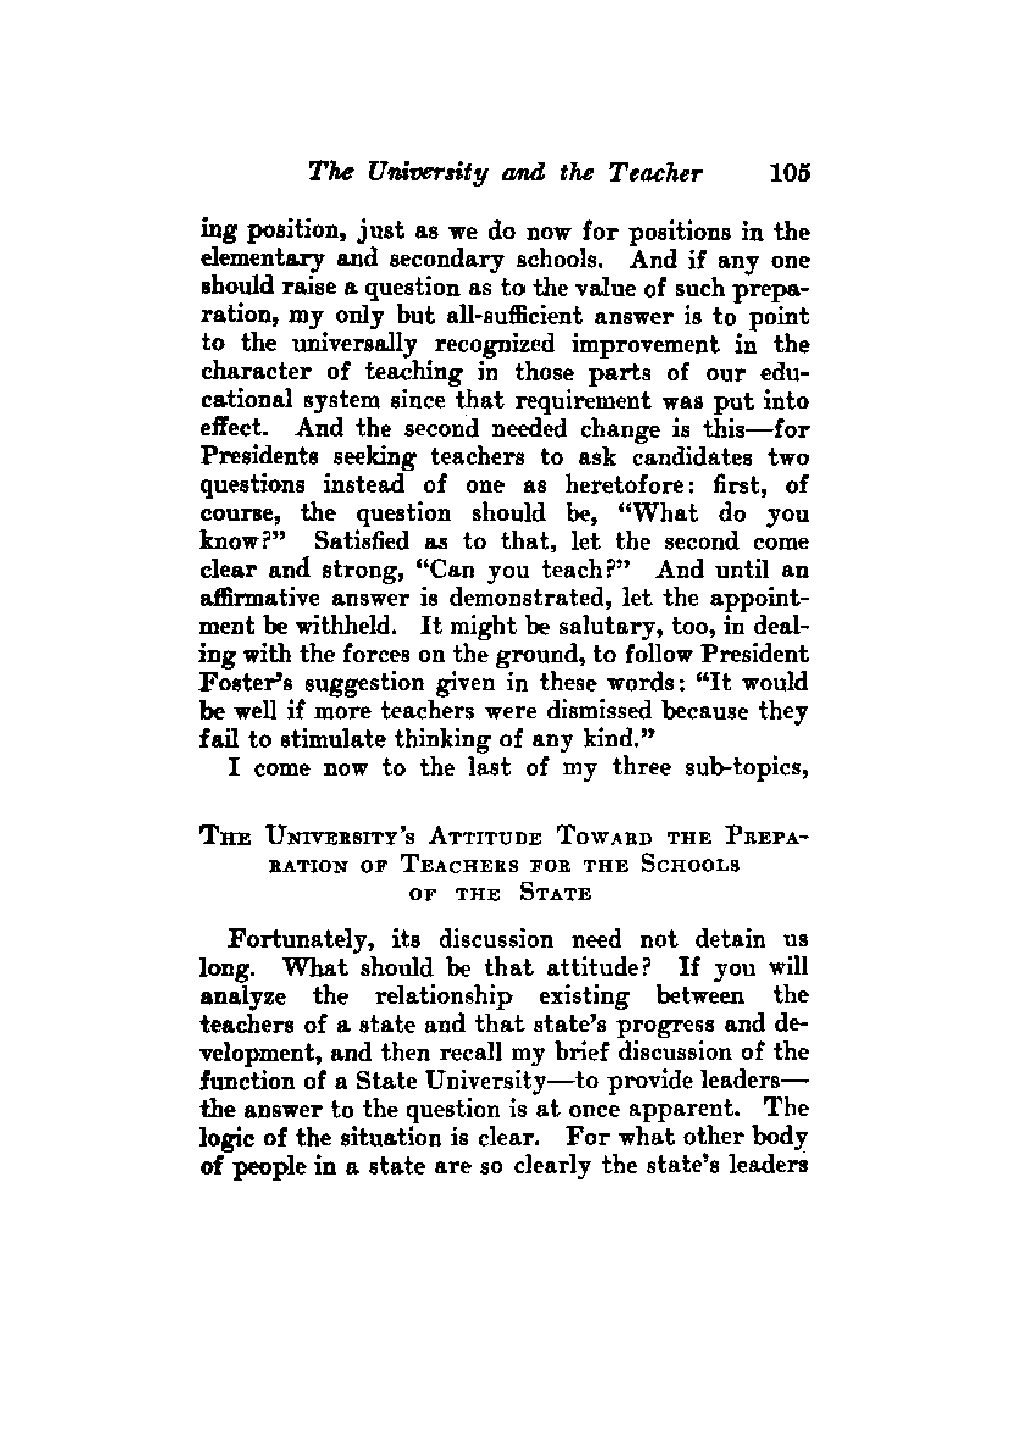 The University and the Teacher 105
ing position, just as we do now for positions in the
elementary and secondary schools. And if any one
should raise a question as to the value of such prepa-
ration, my only but all-sufficient answer is to point
to the universally recognized improvement in the
character of teaching in those parts of our edu-
cational system since that requirement was put into
effect. And the second needed change is this—for
Presidents seeking teachers to ask candidates two
questions instead of one as heretofore: first, of
course, the question should be, “What do you
know?” Satisfied as to that, let the second come
clear and strong, “Can you teach?” And until an
affirmative answer is demonstrated, let the appoint-
ment be withheld. It might be salutary, too, in deal-
ing with the forces on the ground, to follow President
Foster’s suggestion given in these words: “It would
be well if more teachers were dismissed because they
fail to stimulate thinking of any kind.”
I come now to the last of my three sub-topics,
The University’s Attitude Toward the Prepa-
ration of Teachers for the Schools
of the State
Fortunately, its discussion need not detain us
long. What should be that attitude? If you will
analyze the relationship existing between the
teachers of a state and that state’s progress and de-
velopment, and then recall my brief discussion of the
function of a State University—to provide leaders—
the answer to the question is at once apparent. The
logic of the situation is clear. For what other body
of people in a state are so clearly the state’s leaders